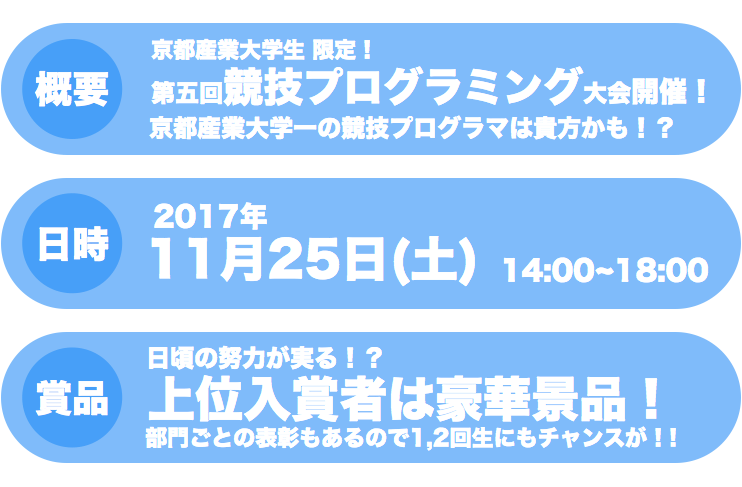 概要
京都産業大学生 限定！
第五回競技プログラミング大会開催！
京都産業大学一の競技プログラマは貴方かも！？
日時
2017年
11月25日(土) 14:00~18:00
賞品
日頃の努力が実る！？
上位入賞者は豪華景品！
部門ごとの表彰もあるので1,2回生にもチャンスが！!